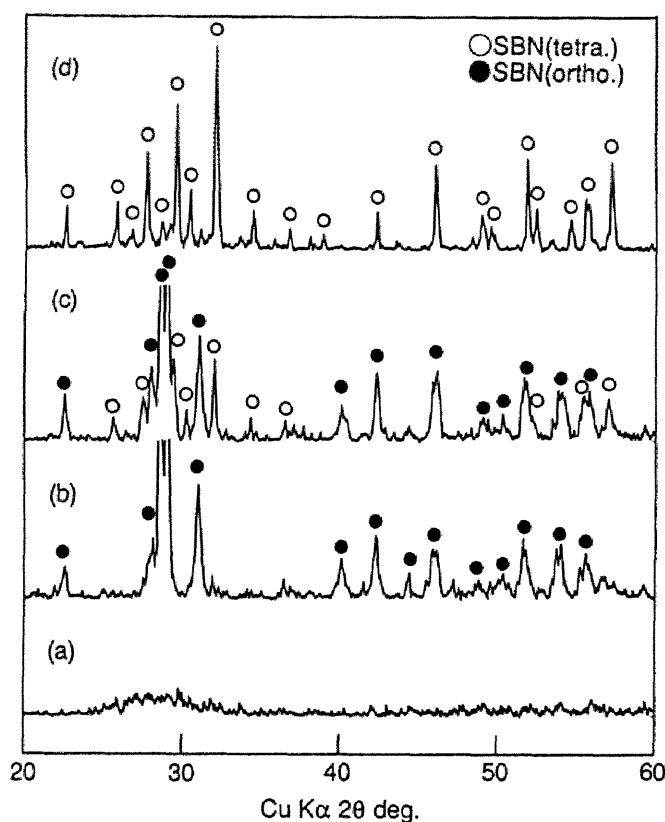 (d)
○SBN(tetra.)
●SBN(ortho.)
(c)
(b)
(a)
20 30 40 50 60
Cu Kα 2θ deg.